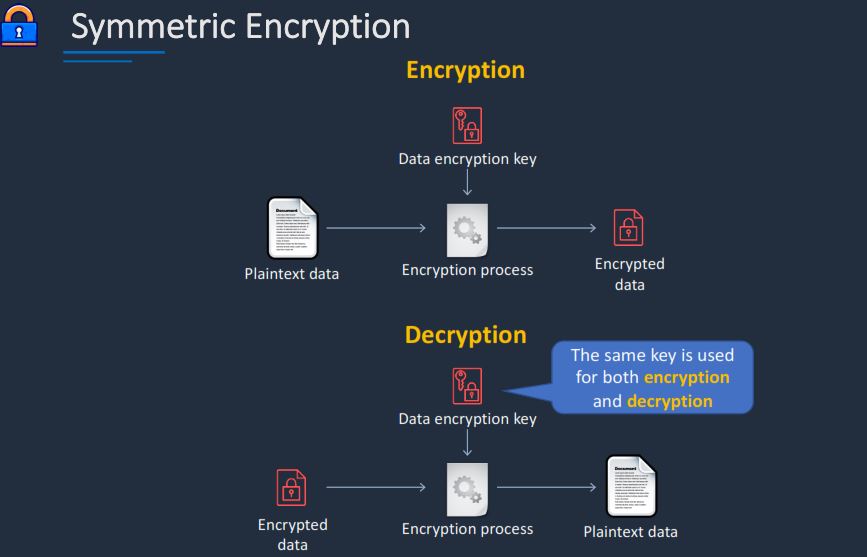 Symmetric Encryption
Encryption
Data encryption key
Document
Plaintext data
Encryption process
Encrypted
data
Decryption
The same key is used
for both encryption
and decryption
Data encryption key
Document
Encrypted
data
Encryption process
Plaintext data